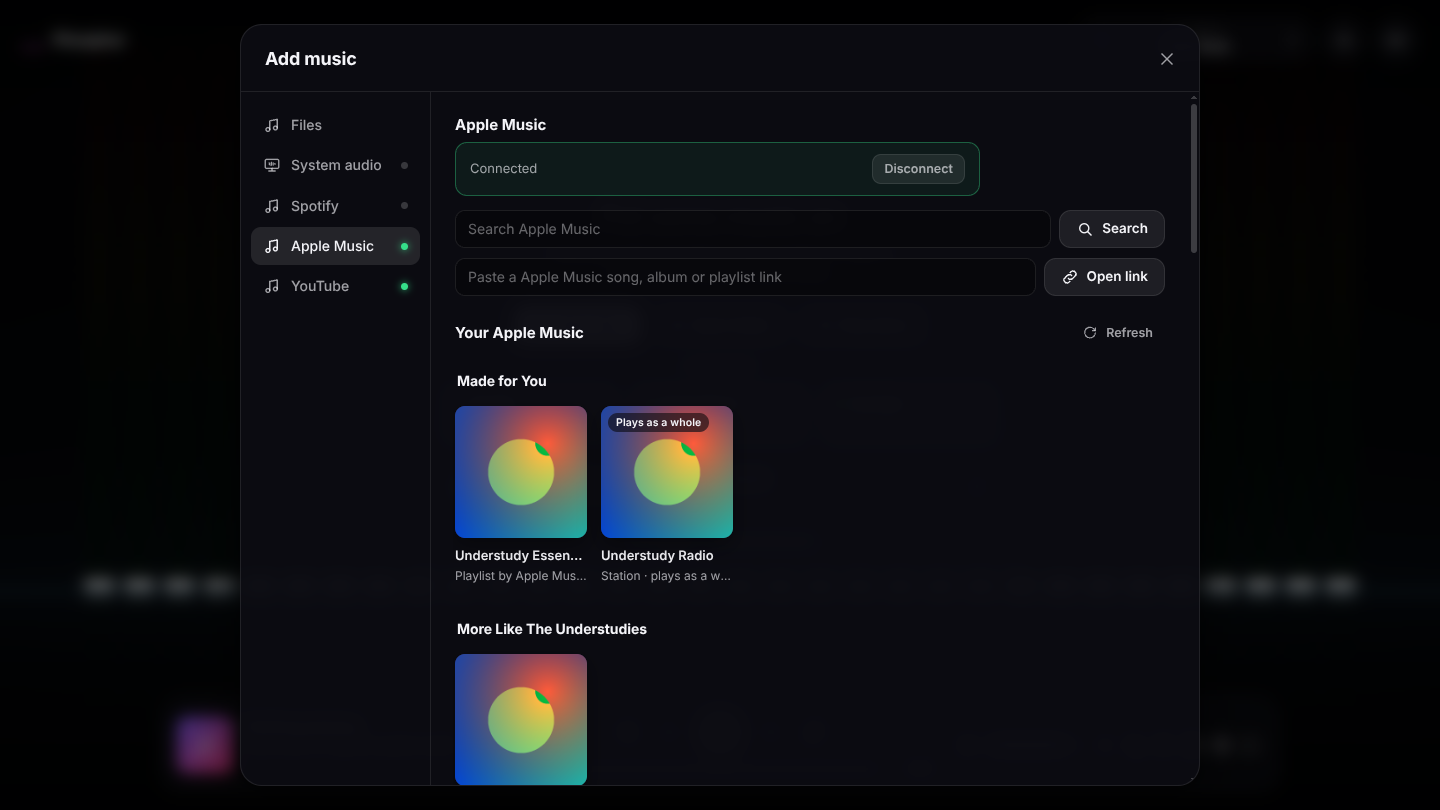 Add music
Files
System audio
Spotify
Apple Music
YouTube
Apple Music
Connected
Disconnect
Search Apple Music
Search
Paste a Apple Music song, album or playlist link
Open link
Your Apple Music
Refresh
Made for You
Plays as a whole
Understudy Essen...
Understudy Radio
Playlist by Apple Mus...
Station · plays as a w...
More Like The Understudies